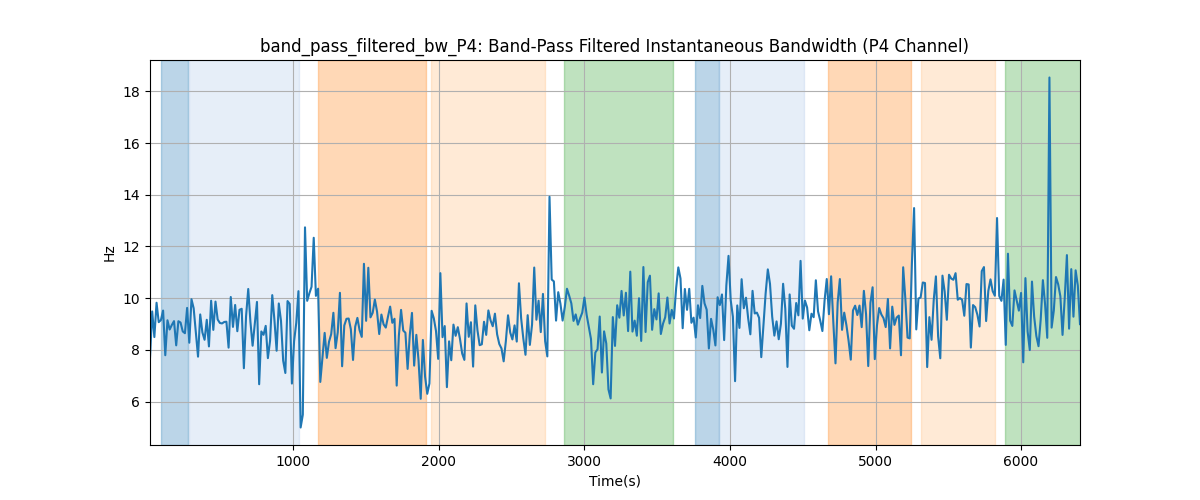 band_pass_filtered_bw_P4: Band-Pass Filtered Instantaneous Bandwidth (P4 Channel)
18
16
14
12
10
8
6
Hz
1000 2000 3000 4000 5000 6000
Time(s)